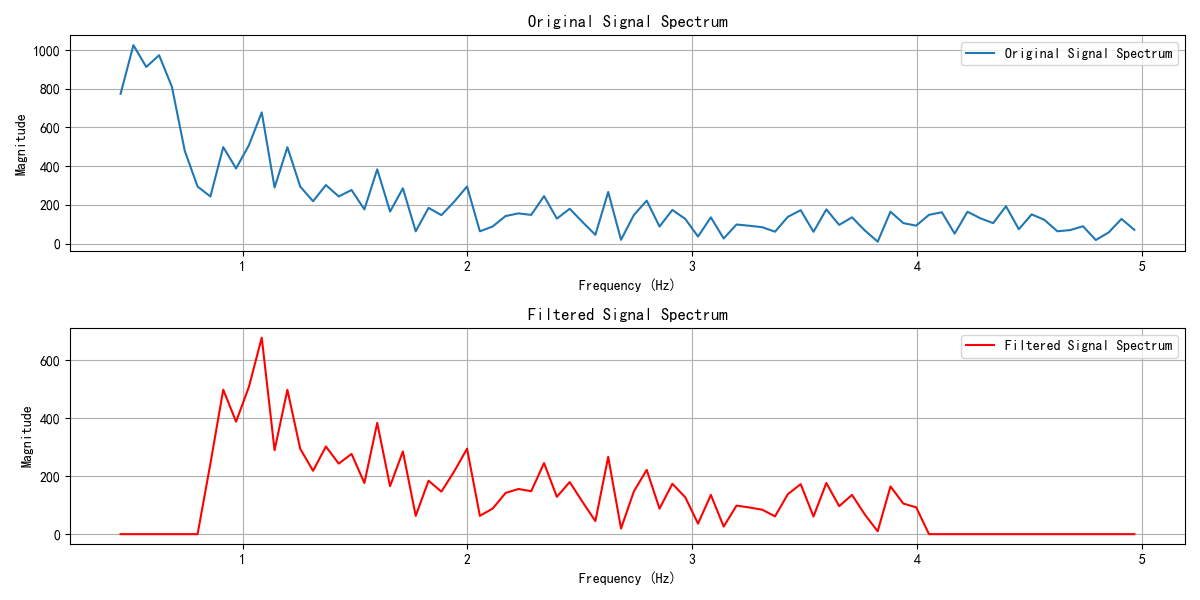 Original Signal Spectrum
Original Signal Spectrum
Magnitude
1000
800
600
400
200
0
1
2
3
4
5
Frequency (Hz)
Filtered Signal Spectrum
Filtered Signal Spectrum
Magnitude
600
400
200
0
1
2
3
4
5
Frequency (Hz)